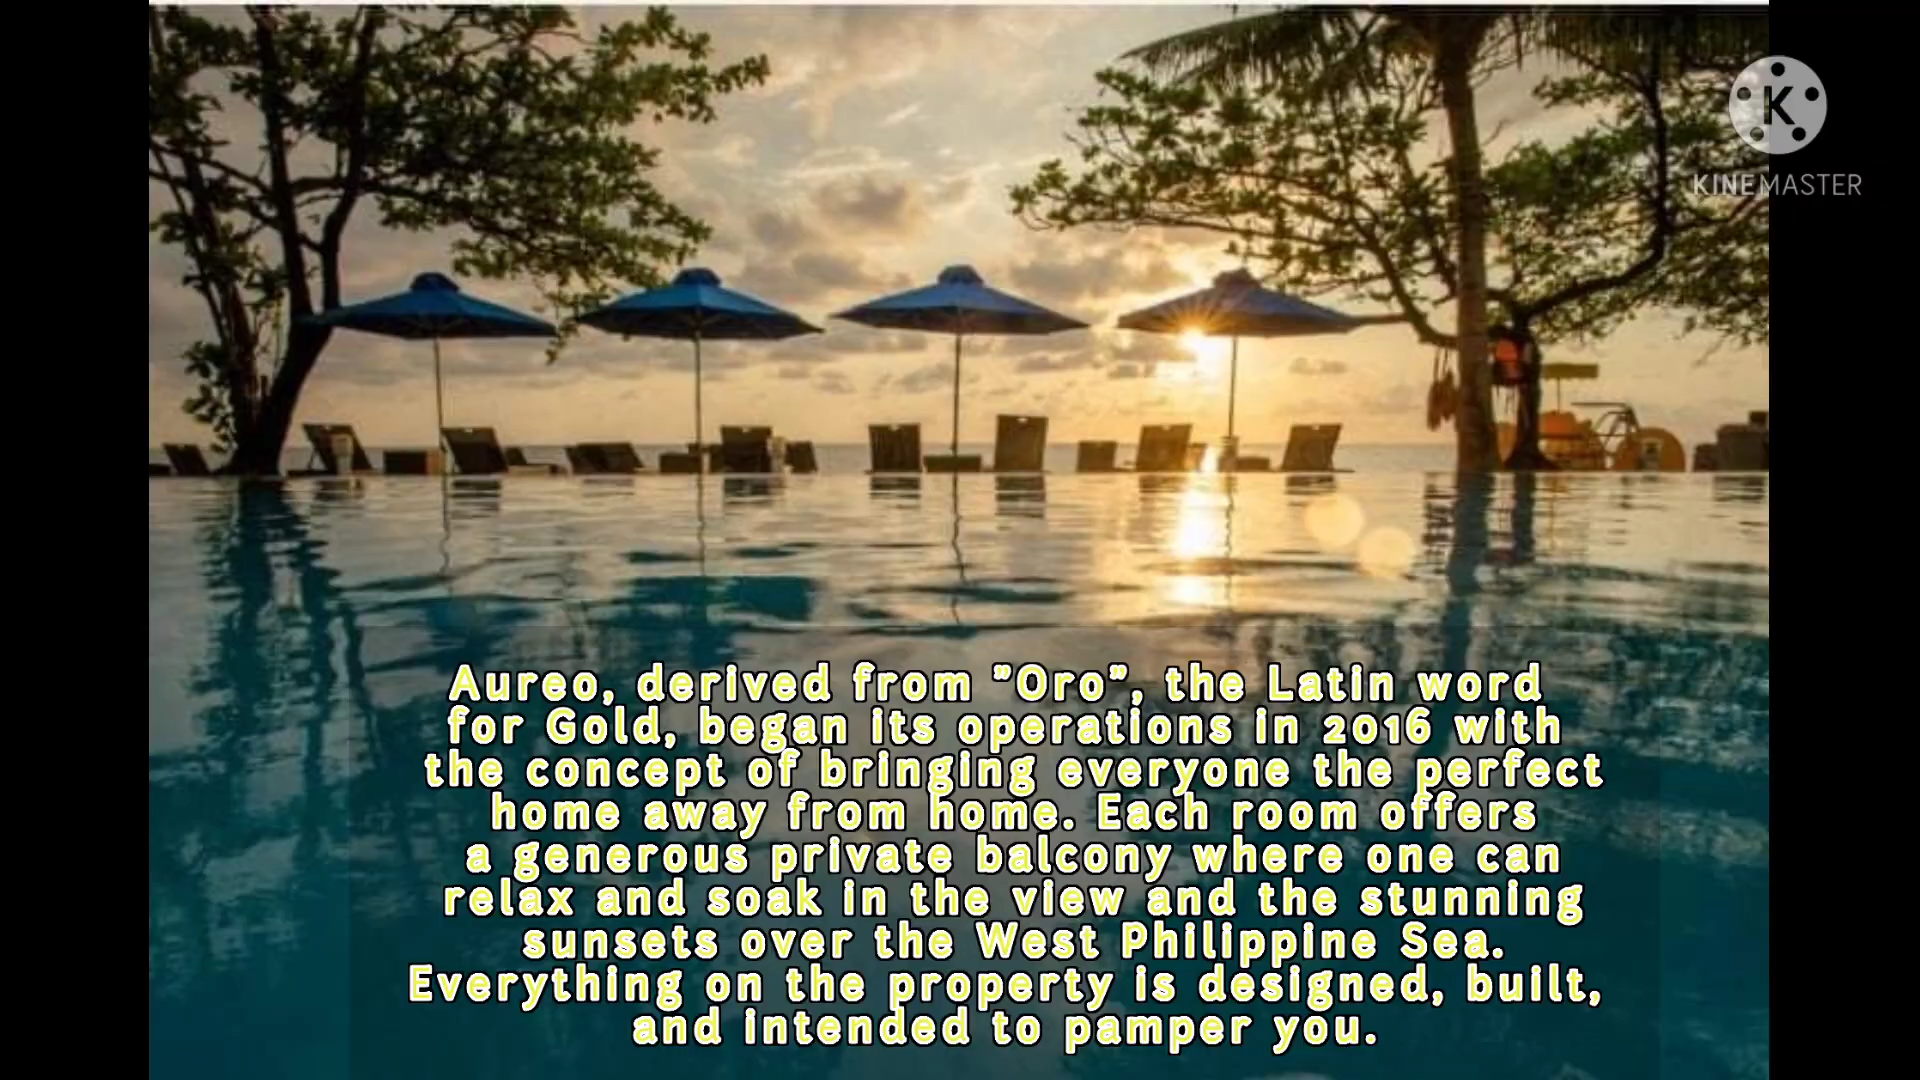 K
KINEMASTER
Aureo, derived from "Oro", the Latin word
for Gold, began its operations in 2016 with
the concept of bringing everyone the perfect
home away from home. Each room offers
a generous private balcony where one can
relax and soak in the view and the stunning
sunsets over the West Philippine Sea.
Everything on the property is designed, built,
and intended to pamper you.